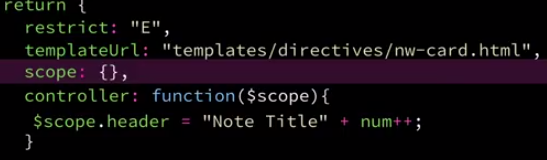 return {
restrict: "E",
templateUrl: "templates/directives/nw-card.html",
scope: {},
controller: function($scope){
$scope.header = "Note Title" + num++;
}